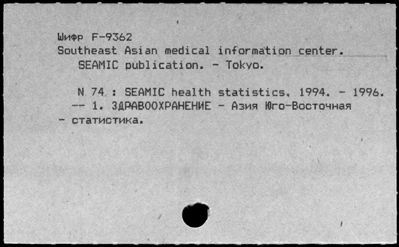 Шифр F-9362
Southeast Asian medical information center.
SEAMIC publication. - Tokyo.
N 74 : SEAMIC health statistics, 1994. - 1996.
-- 1. ЗДРАВООХРАНЕНИЕ - Азия Юго-Восточная
- статистика.